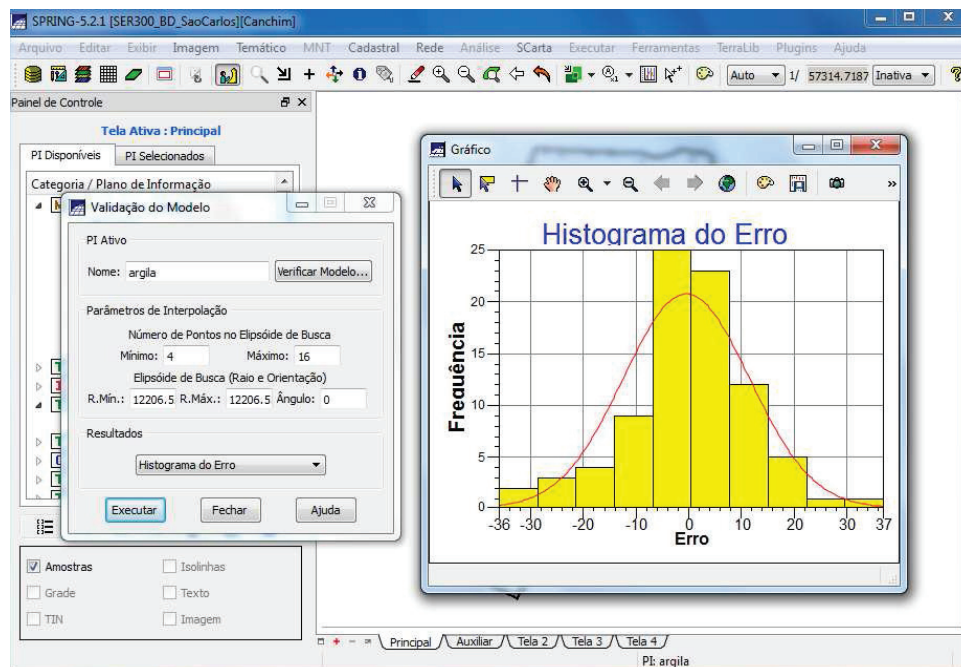 SPRING-5.2.1 [SER300_BD_SaoCarlos][Canchim]
Arquivo Editar Exibir Imagem Temático MNT Cadastral Rede Análise SCarta Executar Ferramentas TerraLib Plugins Ajuda
Auto 1/ 57314.7187 Inativa
Painel de Controle
Tela Ativa : Principal
PI Disponíveis PI Selecionados
Categoria / Plano de Informação
Validação do Modelo
PI Ativo
Nome: argila Verificar Modelo...
Parâmetros de Interpolação
Número de Pontos no Elipsóide de Busca
Mínimo: 4 Máximo: 16
Elipsóide de Busca (Raio e Orientação)
R.Mín.: 12206.5 R.Máx.: 12206.5 Ângulo: 0
Resultados
Histograma do Erro
Executar Fechar Ajuda
Amostras Isolinhas
Grade Texto
TIN Imagem
Gráfico
»
Histograma do Erro
Frequência
25
20
15
10
5
0
-36 -30 -20 -10 0 10 20 30 37
Erro
Principal Auxiliar Tela 2 Tela 3 Tela 4
PI: argila